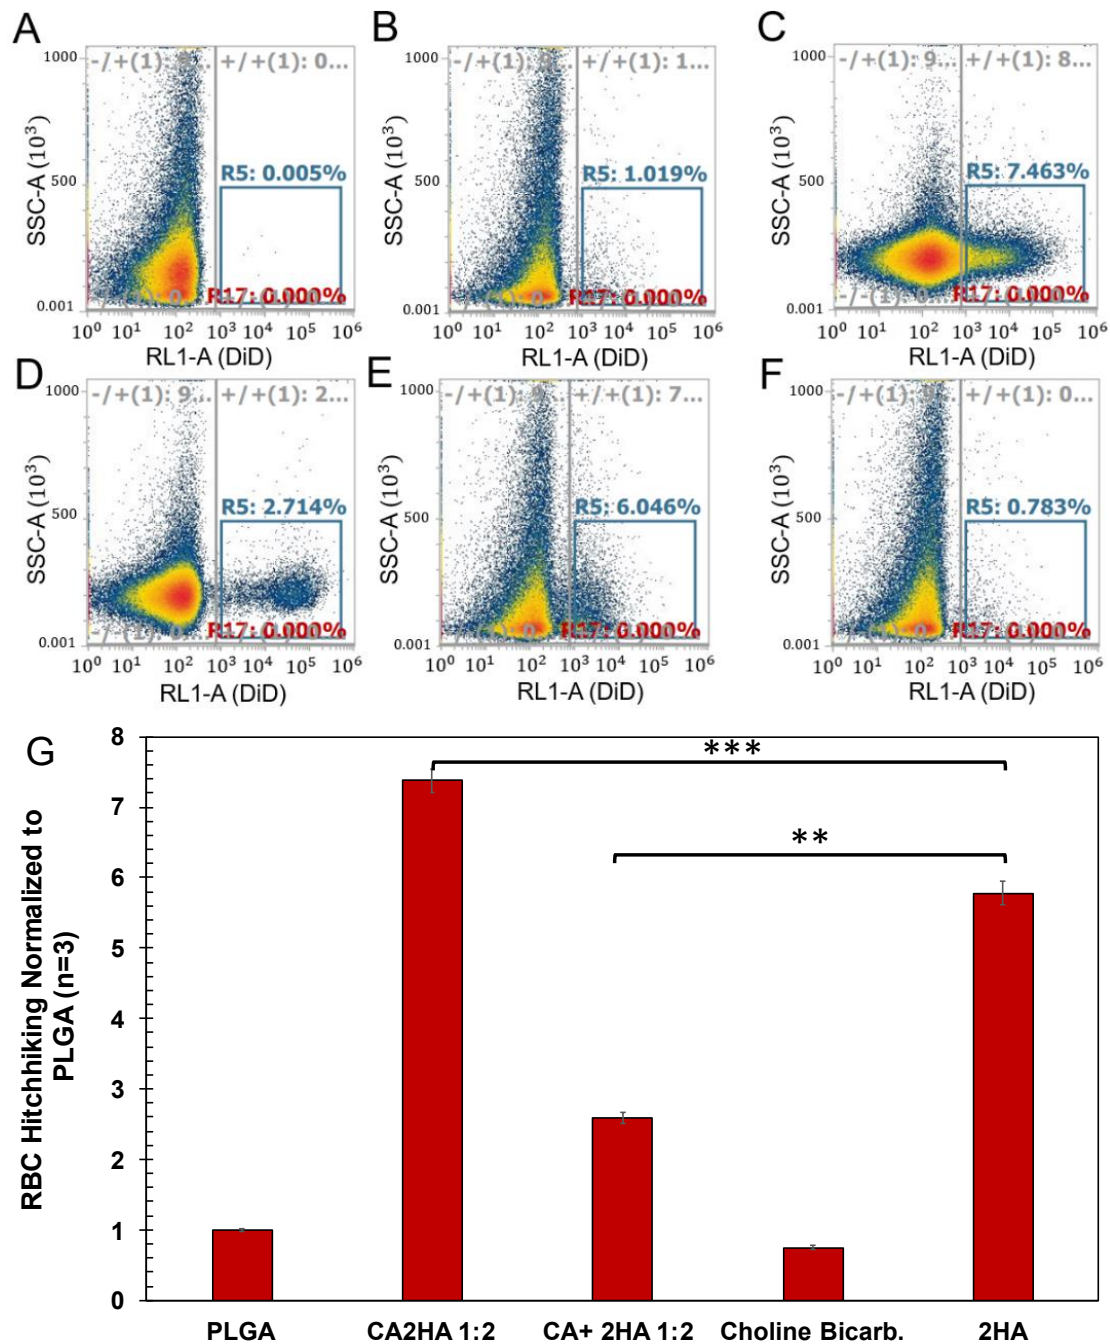 A
B
C
1000
-/+(1):
+/+(1): 0...
1000
-/+(1):
+/+(1): 1...
1000
-/+(1): 9...
+/+(1): 8...
SSC-A (10³)
500
R5: 0.005%
SSC-A (10³)
500
R5: 1.019%
SSC-A (10³)
500
R5: 7.463%
0.001
R17: 0.000%
0.001
R17: 0.000%
0.001
-/-(1): 0
R17: 0.000%
10⁰ 10¹ 10² 10³ 10⁴ 10⁵ 10⁶
10⁰ 10¹ 10² 10³ 10⁴ 10⁵ 10⁶
10⁰ 10¹ 10² 10³ 10⁴ 10⁵ 10⁶
RL1-A (DiD)
RL1-A (DiD)
RL1-A (DiD)
D
E
F
1000
-/+(1): 9...
+/+(1): 2...
1000
-/+(1):
+/+(1): 7...
1000
-/+(1):
+/+(1): 0...
SSC-A (10³)
500
R5: 2.714%
SSC-A (10³)
500
R5: 6.046%
SSC-A (10³)
500
R5: 0.783%
0.001
R17: 0.000%
0.001
R17: 0.000%
0.001
R17: 0.000%
10⁰ 10¹ 10² 10³ 10⁴ 10⁵ 10⁶
10⁰ 10¹ 10² 10³ 10⁴ 10⁵ 10⁶
10⁰ 10¹ 10² 10³ 10⁴ 10⁵ 10⁶
RL1-A (DiD)
RL1-A (DiD)
RL1-A (DiD)
G
RBC Hitchhiking Normalized to
PLGA (n=3)
8
7
6
5
4
3
2
1
0
***
**
PLGA
CA2HA 1:2
CA+ 2HA 1:2
Choline Bicarb.
2HA